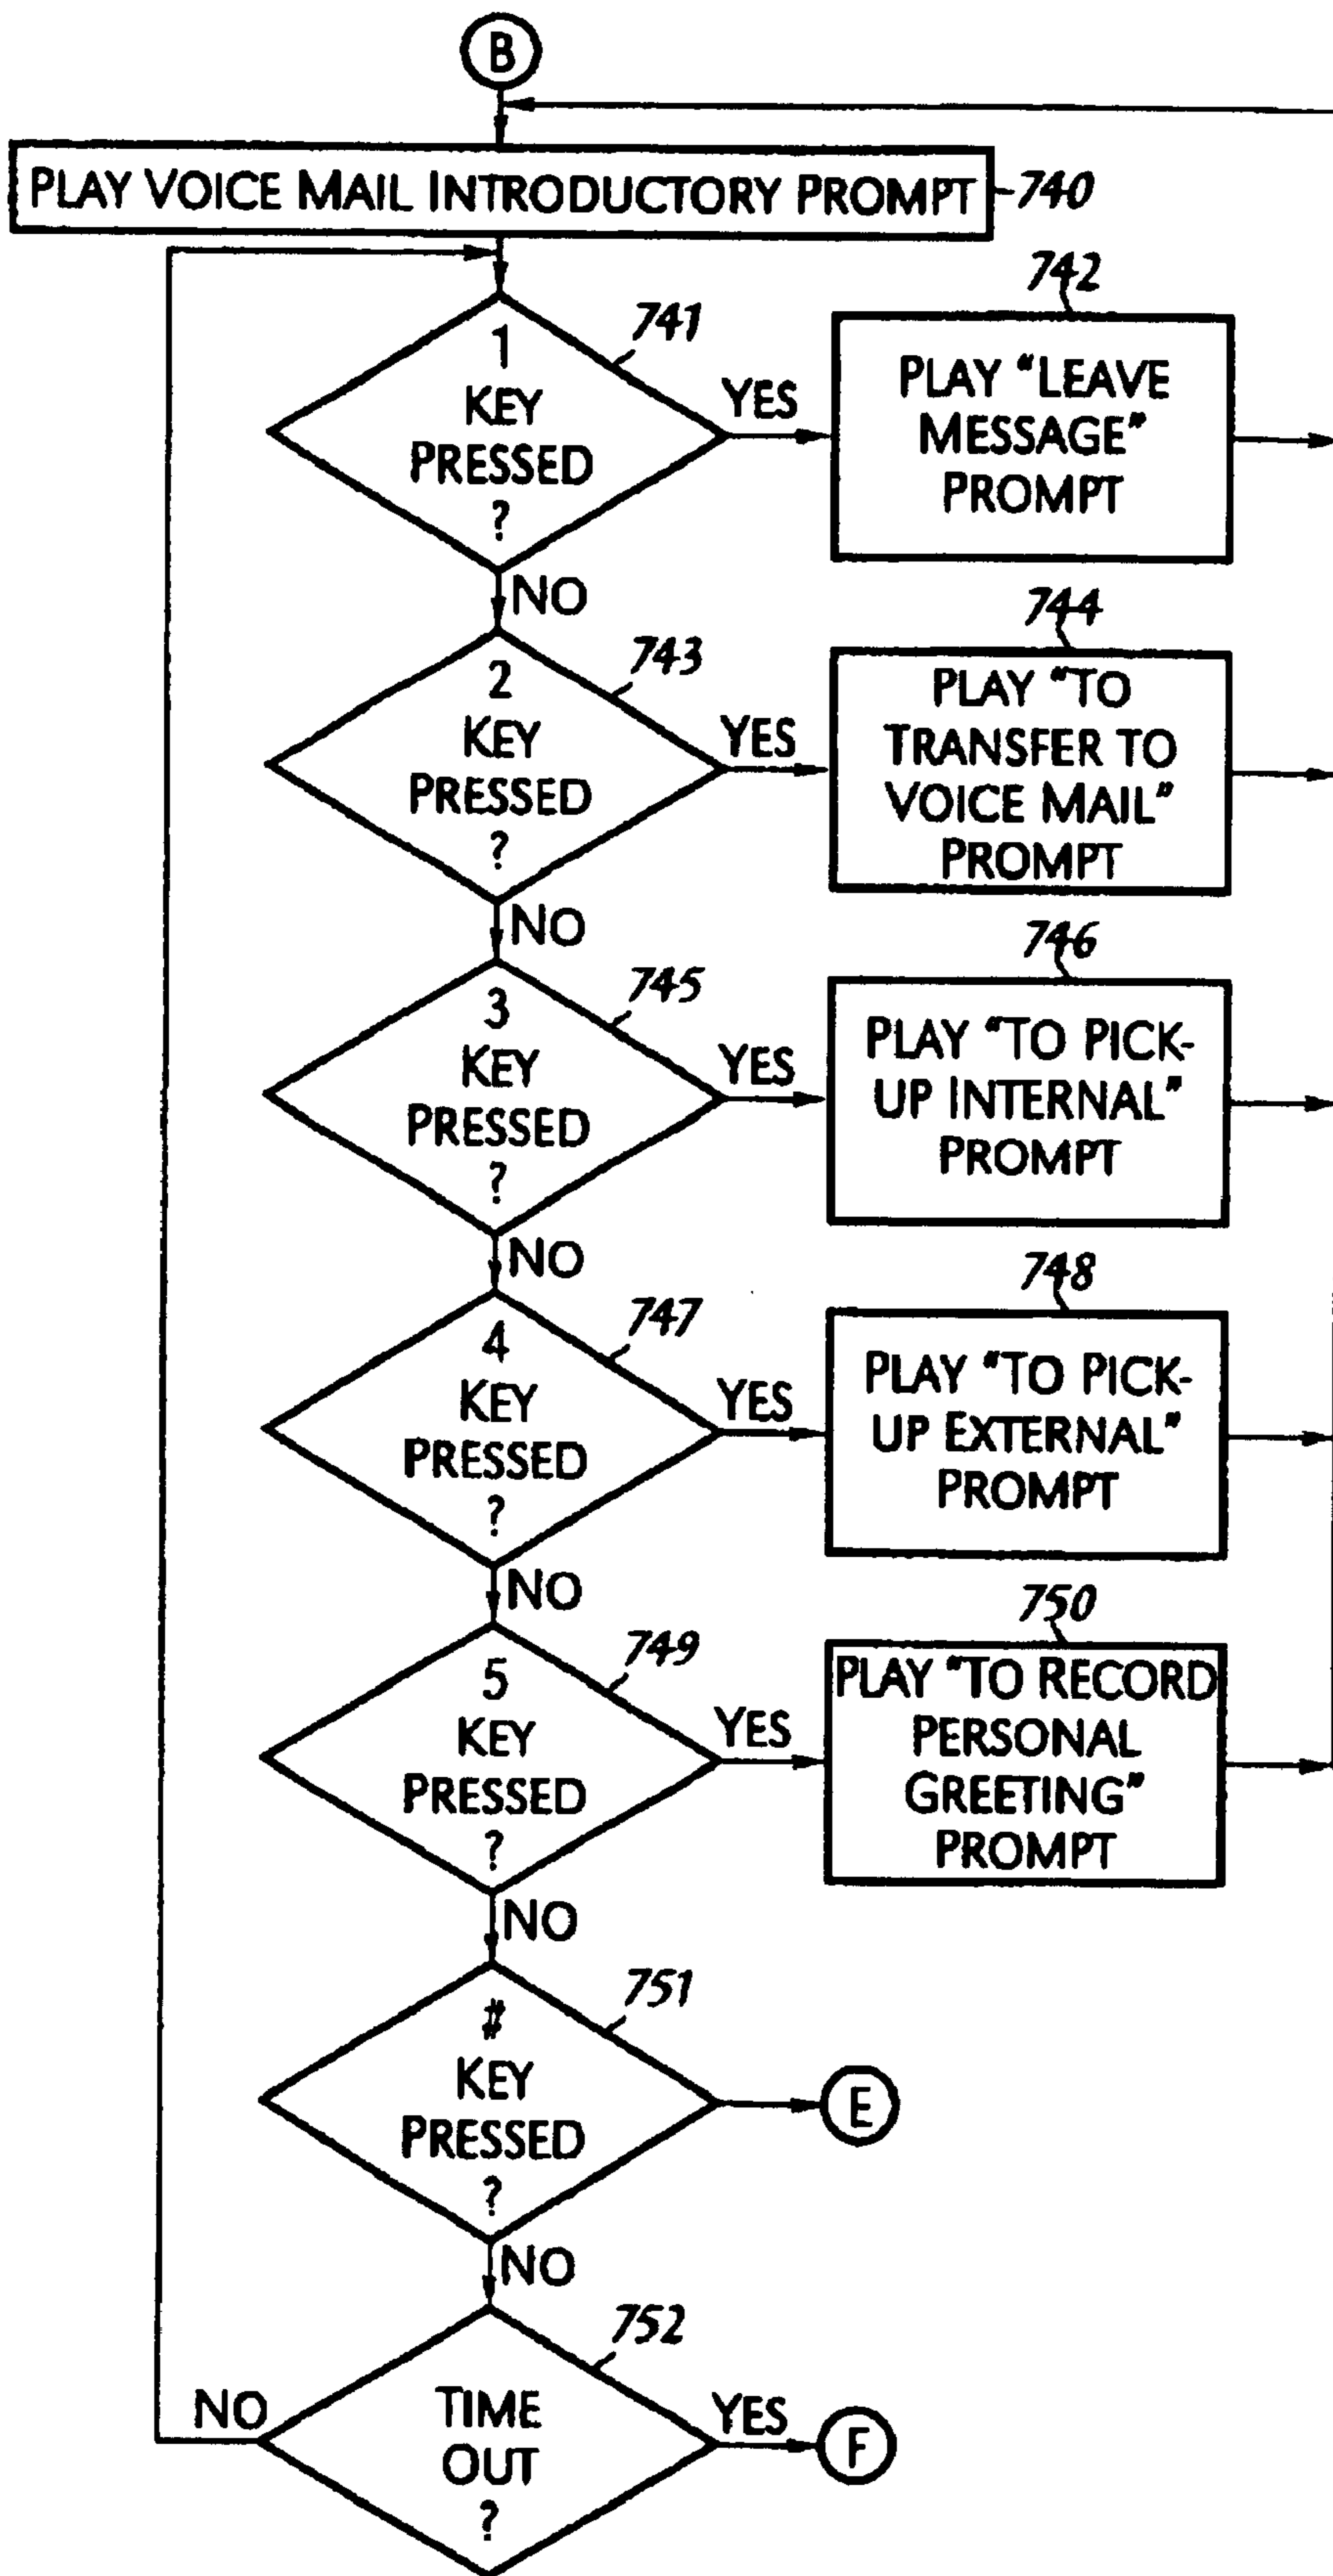 B
PLAY VOICE MAIL INTRODUCTORY PROMPT
740
1
KEY
PRESSED
?
741
YES
742
PLAY "LEAVE
MESSAGE"
PROMPT
NO
2
KEY
PRESSED
?
743
YES
744
PLAY "TO
TRANSFER TO
VOICE MAIL"
PROMPT
NO
3
KEY
PRESSED
?
745
YES
746
PLAY "TO PICK-
UP INTERNAL"
PROMPT
NO
4
KEY
PRESSED
?
747
YES
748
PLAY "TO PICK-
UP EXTERNAL"
PROMPT
NO
5
KEY
PRESSED
?
749
YES
750
PLAY "TO RECORD
PERSONAL
GREETING"
PROMPT
NO
#
KEY
PRESSED
?
751
E
NO
TIME
OUT
?
752
NO
YES
F